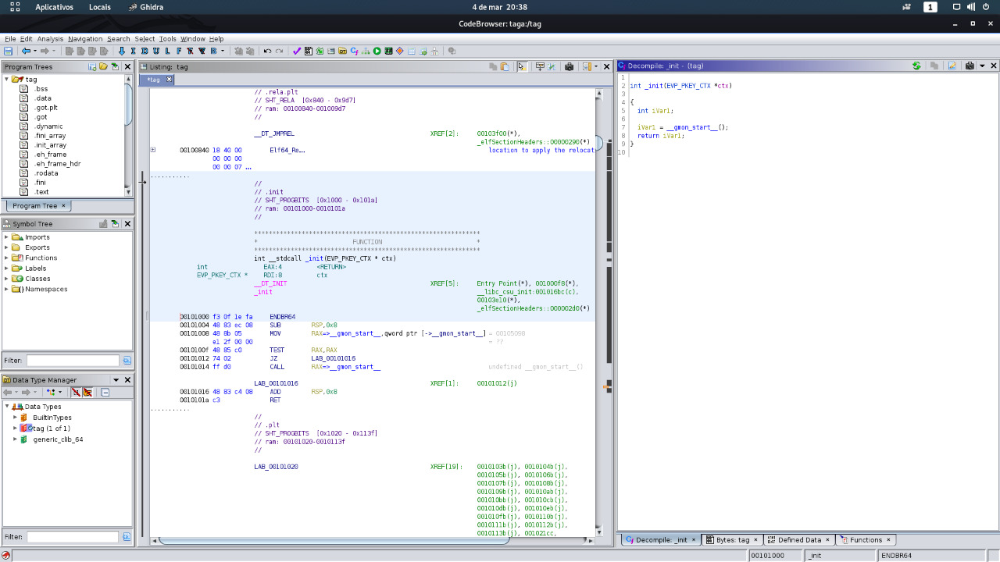 Aplicativos Locais Ghidra 4 de mar 20:38 1
CodeBrowser: taga:/tag
File Edit Analysis Navigation Search Select Tools Window Help
Program Trees
tag
.bss
.data
.got.plt
.got
.dynamic
.fini_array
.init_array
.eh_frame
.eh_frame_hdr
.rodata
.fini
.text
Program Tree ×
Symbol Tree
Imports
Exports
Functions
Labels
Classes
Namespaces
Filter:
Data Type Manager
Data Types
BuiltInTypes
tag (1 of 1)
generic_clib_64
Filter:
Listing: tag
*tag
// .rela.plt
// SHT_RELA [0x840 - 0x9d7]
// ram: 00100840-001009d7
//
__DT_JMPREL XREF[2]: 00103f00(*),
_elfSectionHeaders::00000290(*)
00100840 18 40 00 Elf64_Re... location to apply the relocat
00 00 00
00 00 07 ...
//
// .init
// SHT_PROGBITS [0x1000 - 0x101a]
// ram: 00101000-0010101a
//
*************************************************************
* FUNCTION *
*************************************************************
int __stdcall _init(EVP_PKEY_CTX * ctx)
int EAX:4 <RETURN>
EVP_PKEY_CTX * RDI:8 ctx
__DT_INIT XREF[5]: Entry Point(*), 001000f8(*),
_init __libc_csu_init:001016bc(c),
00103e10(*),
_elfSectionHeaders::000002d0(*)
00101000 f3 0f 1e fa ENDBR64
00101004 48 83 ec 08 SUB RSP,0x8
00101008 48 8b 05 MOV RAX=>__gmon_start__,qword ptr [->__gmon_start__] = 00105098
e1 2f 00 00 = ??
0010100f 48 85 c0 TEST RAX,RAX
00101012 74 02 JZ LAB_00101016
00101014 ff d0 CALL RAX=>__gmon_start__ undefined __gmon_start__()
LAB_00101016 XREF[1]: 00101012(j)
00101016 48 83 c4 08 ADD RSP,0x8
0010101a c3 RET
//
// .plt
// SHT_PROGBITS [0x1020 - 0x113f]
// ram: 00101020-0010113f
//
LAB_00101020 XREF[19]: 0010103b(j), 0010104b(j),
0010105b(j), 0010106b(j),
0010107b(j), 0010108b(j),
0010109b(j), 001010ab(j),
001010bb(j), 001010cb(j),
001010db(j), 001010eb(j),
001010fb(j), 0010110b(j),
0010111b(j), 0010112b(j),
0010113b(j), 001021cc,
Decompile: _init - (tag)
1
2 int _init(EVP_PKEY_CTX *ctx)
3
4 {
5 int iVar1;
6
7 iVar1 = __gmon_start__();
8 return iVar1;
9 }
10
Decompile: _init × Bytes: tag × Defined Data × Functions ×
00101000 _init ENDBR64